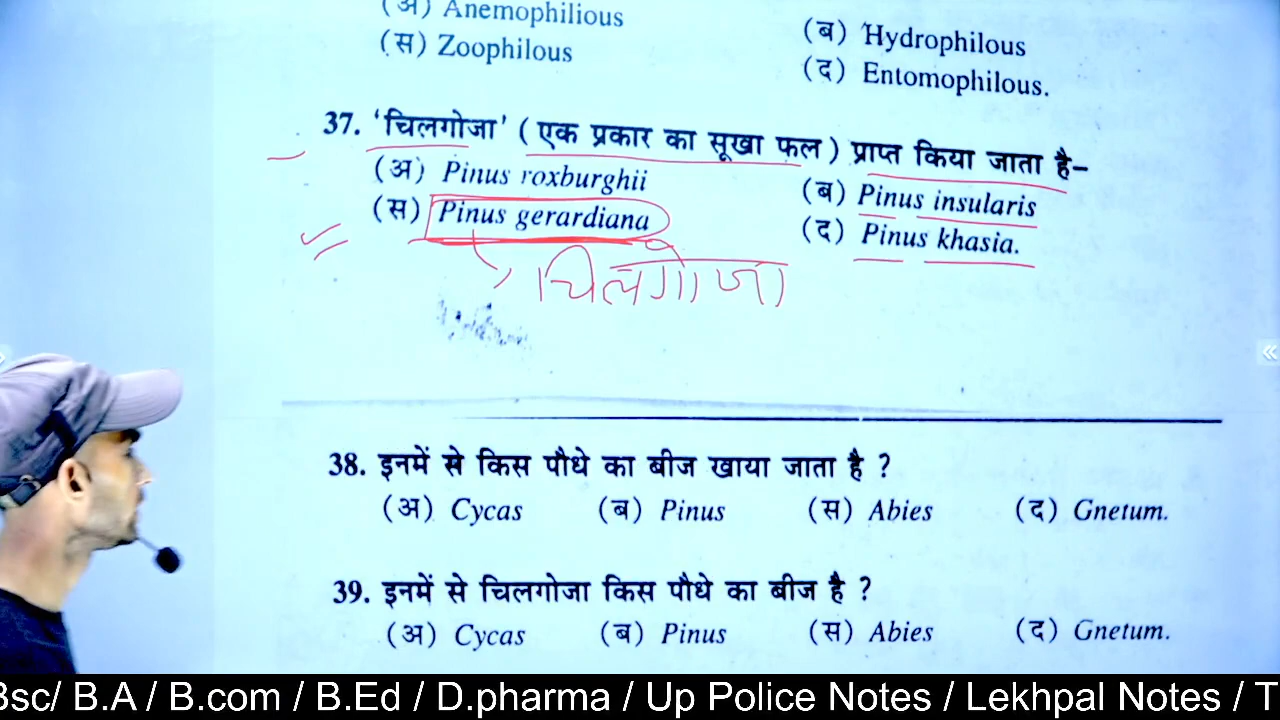 (अ) Anemophilious
(ब) Hydrophilous
(स) Zoophilous
(द) Entomophilous.
37. ‘चिलगोजा’ ( एक प्रकार का सूखा फल ) प्राप्त किया जाता है–
(अ) Pinus roxburghii
(ब) Pinus insularis
(स) Pinus gerardiana
(द) Pinus khasia.
चिलगोजा
38. इनमें से किस पौधे का बीज खाया जाता है ?
(अ) Cycas (ब) Pinus (स) Abies (द) Gnetum.
39. इनमें से चिलगोजा किस पौधे का बीज है ?
(अ) Cycas (ब) Pinus (स) Abies (द) Gnetum.
Bsc/ B.A / B.com / B.Ed / D.pharma / Up Police Notes / Lekhpal Notes / T